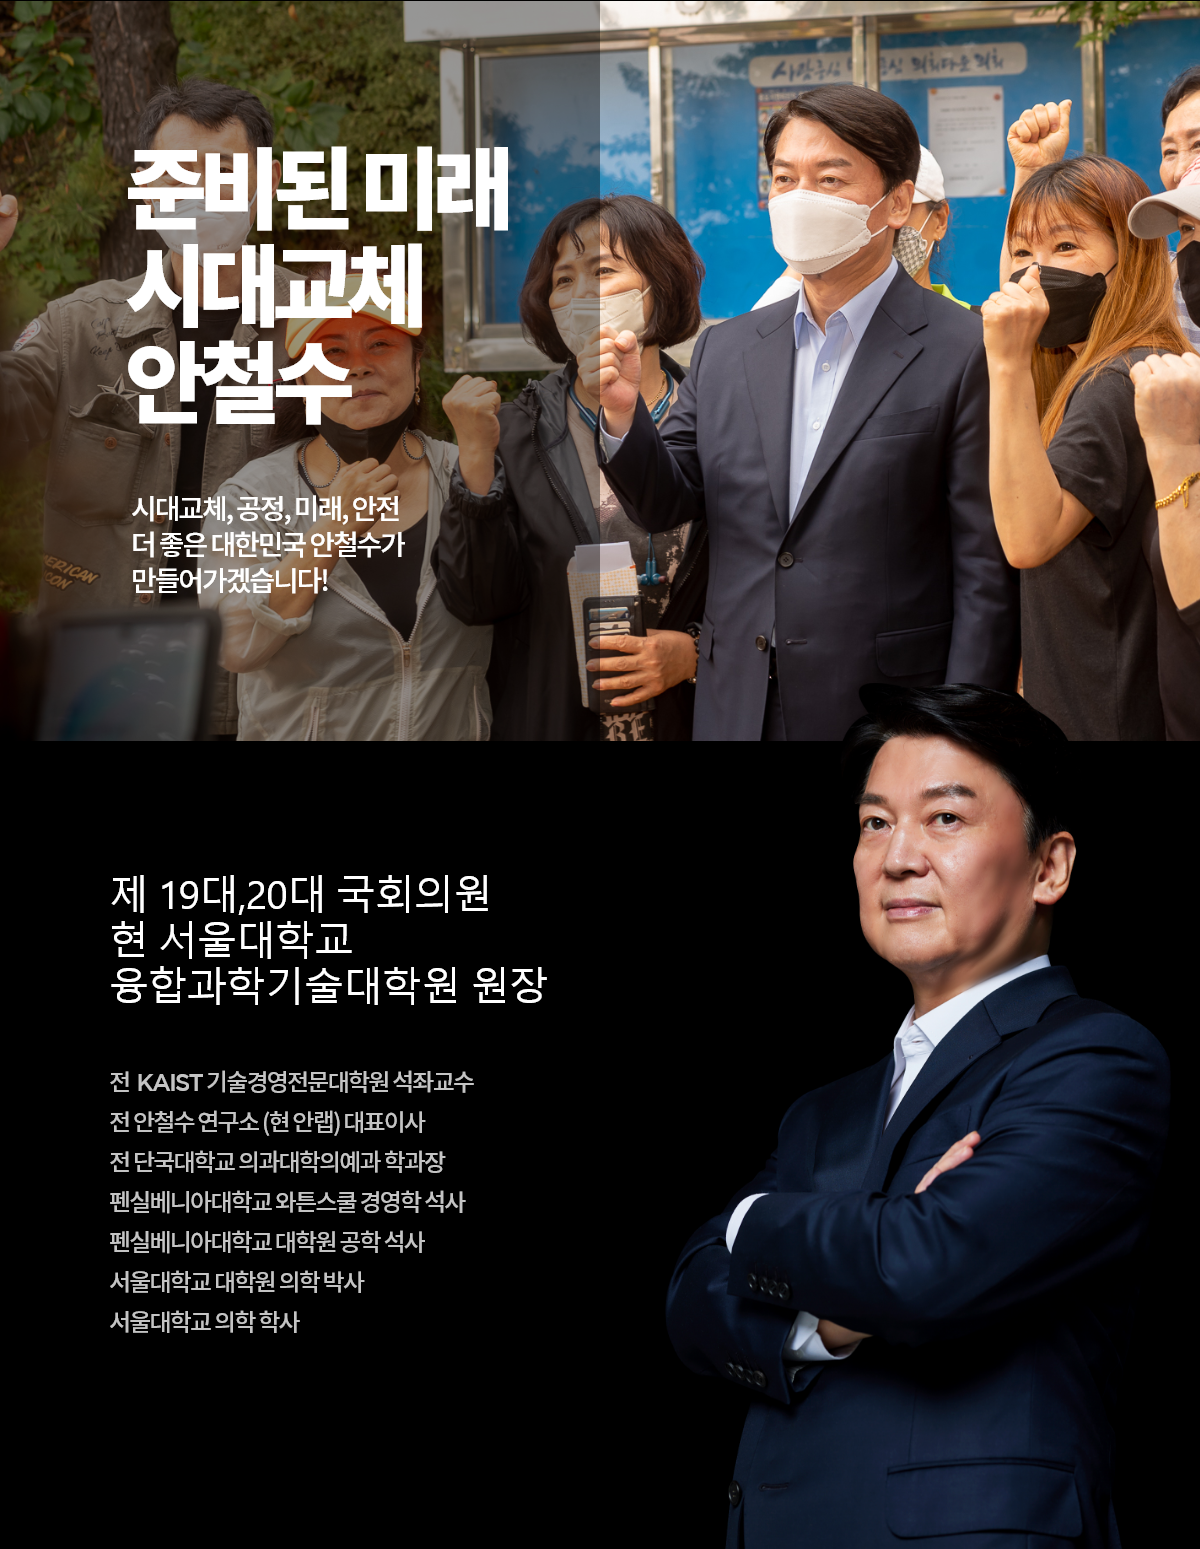 준비된 미래
시대교체
안철수
시대교체, 공정, 미래, 안전
더 좋은 대한민국 안철수가
만들어가겠습니다!
제 19대,20대 국회의원
현 서울대학교
융합과학기술대학원 원장
전 KAIST 기술경영전문대학원 석좌교수
전 안철수 연구소 (현 안랩) 대표이사
전 단국대학교 의과대학의예과 학과장
펜실베니아대학교 와튼스쿨 경영학 석사
펜실베니아대학교 대학원 공학 석사
서울대학교 대학원 의학 박사
서울대학교 의학 학사